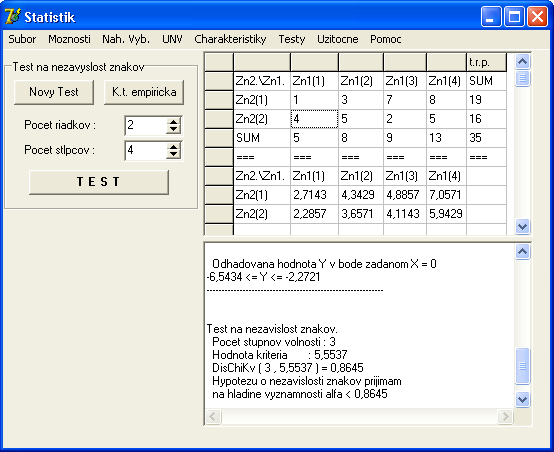 Statistik
Subor Moznosti Nah. Vyb. UNV Charakteristiky Testy Uzitocne Pomoc
Test na nezavyslost znakov
Novy Test K.t. empiricka
Pocet riadkov : 2
Pocet stlpcov : 4
T E S T
t.r.p.
Zn2.\Zn1. Zn1(1) Zn1(2) Zn1(3) Zn1(4) SUM
Zn2(1) 1 3 7 8 19
Zn2(2) 4 5 2 5 16
SUM 5 8 9 13 35
=== === === === === ===
Zn2.\Zn1. Zn1(1) Zn1(2) Zn1(3) Zn1(4)
Zn2(1) 2,7143 4,3429 4,8857 7,0571
Zn2(2) 2,2857 3,6571 4,1143 5,9429
Odhadovana hodnota Y v bode zadanom X = 0
-6,5434 <= Y <= -2,2721
------------------------------------------------------------
Test na nezavislost znakov.
Pocet stupnov volnosti : 3
Hodnota kriteria : 5,5537
DisChiKv ( 3 , 5,5537 ) = 0,8645
Hypotezu o nezavislosti znakov prijimam
na hladine vyznamnosti alfa < 0,8645